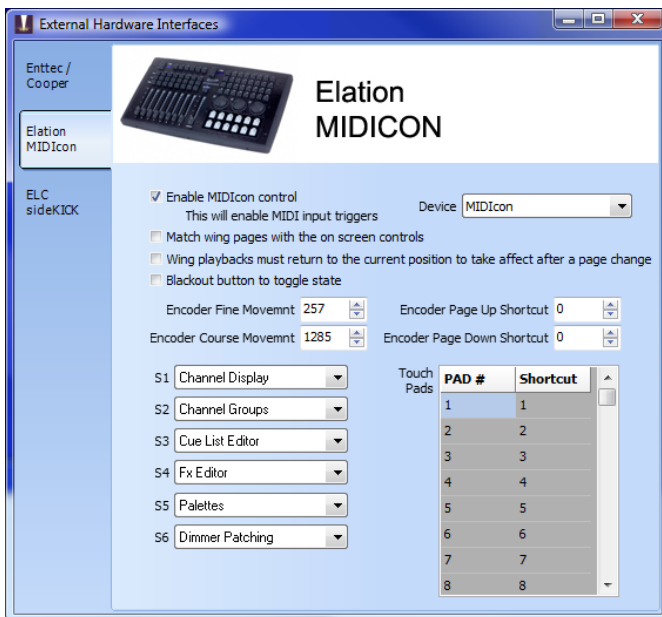 External Hardware Interfaces
Enttec /
Cooper
Elation
MIDIcon
ELC
sideKICK
Elation
MIDICON
Enable MIDIcon control
This will enable MIDI input triggers
Device MIDIcon
Match wing pages with the on screen controls
Wing playbacks must return to the current position to take affect after a page change
Blackout button to toggle state
Encoder Fine Movemnt 257
Encoder Page Up Shortcut 0
Encoder Course Movemnt 1285
Encoder Page Down Shortcut 0
S1 Channel Display
S2 Channel Groups
S3 Cue List Editor
S4 Fx Editor
S5 Palettes
S6 Dimmer Patching
Touch
Pads
PAD # Shortcut
1 1
2 2
3 3
4 4
5 5
6 6
7 7
8 8